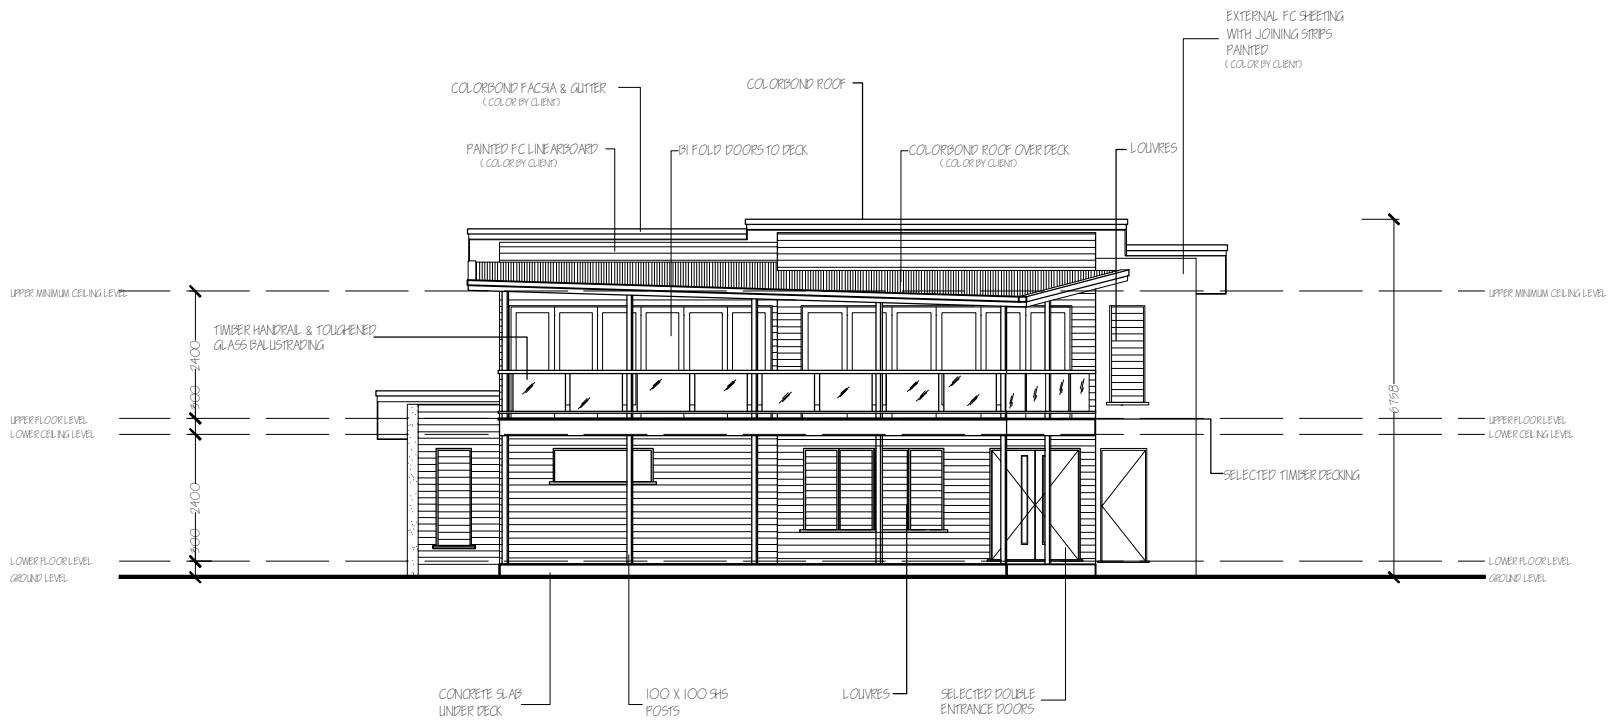 EXTERNAL FC SHEETING
WITH JOINING STRIPS
PAINTED
( COLOR BY CLIENT)
COLORBOND FACSIA & GUTTER
( COLOR BY CLIENT)
COLORBOND ROOF
PAINTED FC LINEARBOARD
( COLOR BY CLIENT)
BI FOLD DOORS TO DECK
COLORBOND ROOF OVER DECK
( COLOR BY CLIENT)
LOUVRES
UPPER MINIMUM CEILING LEVEL
UPPER MINIMUM CEILING LEVEL
TIMBER HANDRAIL & TOUGHENED
GLASS BALUSTRADING
2400
300
6758
UPPER FLOOR LEVEL
UPPER FLOOR LEVEL
LOWER CEILING LEVEL
LOWER CEILING LEVEL
SELECTED TIMBER DECKING
2400
300
LOWER FLOOR LEVEL
LOWER FLOOR LEVEL
GROUND LEVEL
GROUND LEVEL
CONCRETE SLAB
UNDER DECK
100 X 100 SHS
POSTS
LOUVRES
SELECTED DOUBLE
ENTRANCE DOORS